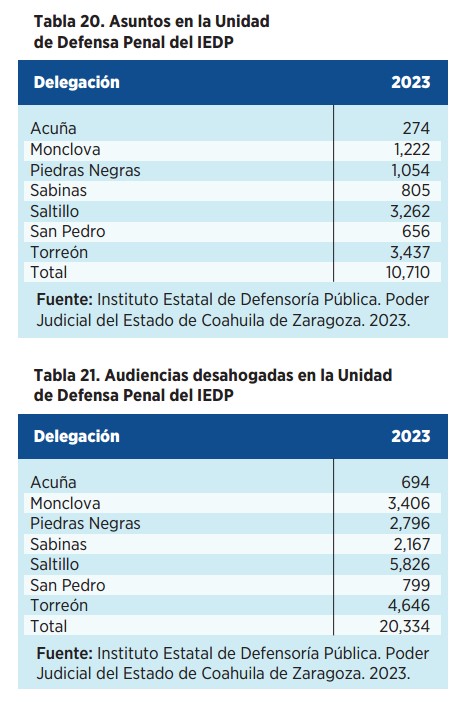 Tabla 20. Asuntos en la Unidad
de Defensa Penal del IEDP
Delegación 2023
Acuña 274
Monclova 1,222
Piedras Negras 1,054
Sabinas 805
Saltillo 3,262
San Pedro 656
Torreón 3,437
Total 10,710
Fuente: Instituto Estatal de Defensoría Pública. Poder
Judicial del Estado de Coahuila de Zaragoza. 2023.
Tabla 21. Audiencias desahogadas en la Unidad
de Defensa Penal del IEDP
Delegación 2023
Acuña 694
Monclova 3,406
Piedras Negras 2,796
Sabinas 2,167
Saltillo 5,826
San Pedro 799
Torreón 4,646
Total 20,334
Fuente: Instituto Estatal de Defensoría Pública. Poder
Judicial del Estado de Coahuila de Zaragoza. 2023.